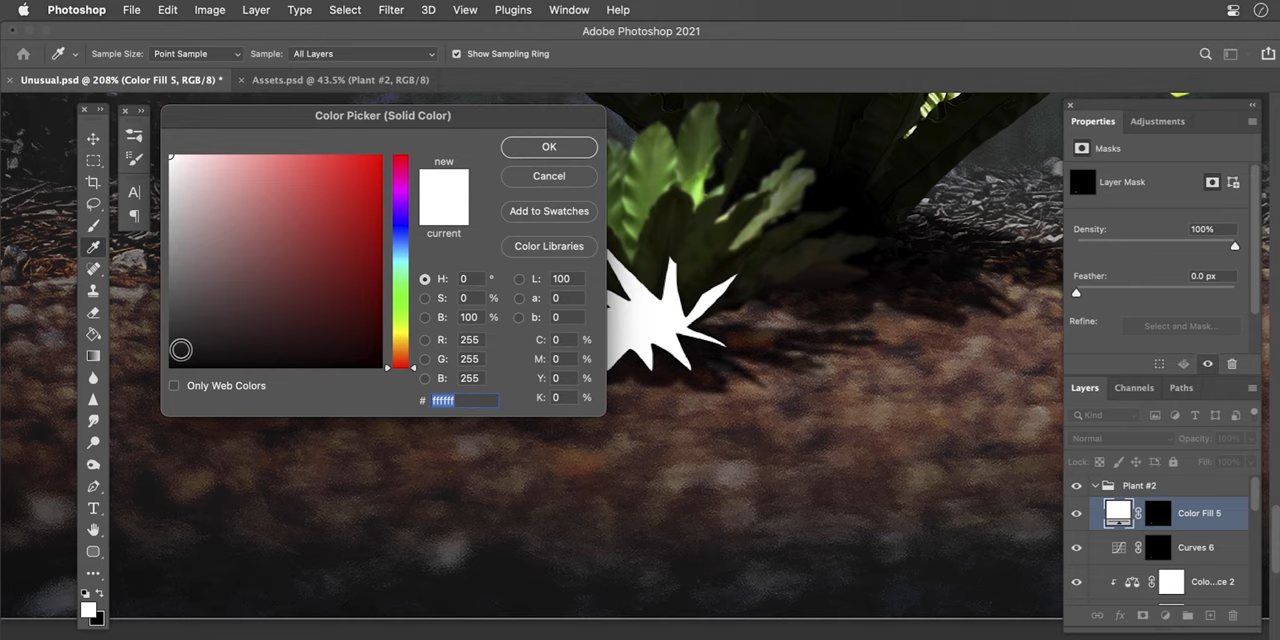 Photoshop File Edit Image Layer Type Select Filter 3D View Plugins Window Help
Adobe Photoshop 2021
Sample Size: Point Sample Sample: All Layers Show Sampling Ring
Unusual.psd @ 208% (Color Fill 5, RGB/8) * Assets.psd @ 43.5% (Plant #2, RGB/8)
Color Picker (Solid Color)
new
current
OK
Cancel
Add to Swatches
Color Libraries
H: 0 ° L: 100
S: 0 % a: 0
B: 100 % b: 0
R: 255 C: 0 %
G: 255 M: 0 %
B: 255 Y: 0 %
# ffffff K: 0 %
Only Web Colors
Properties Adjustments
Masks
Layer Mask
Density: 100%
Feather: 0.0 px
Refine: Select and Mask...
Layers Channels Paths
Kind
Normal Opacity: 100%
Lock: Fill: 100%
Plant #2
Color Fill 5
Curves 6
Colo...ce 2